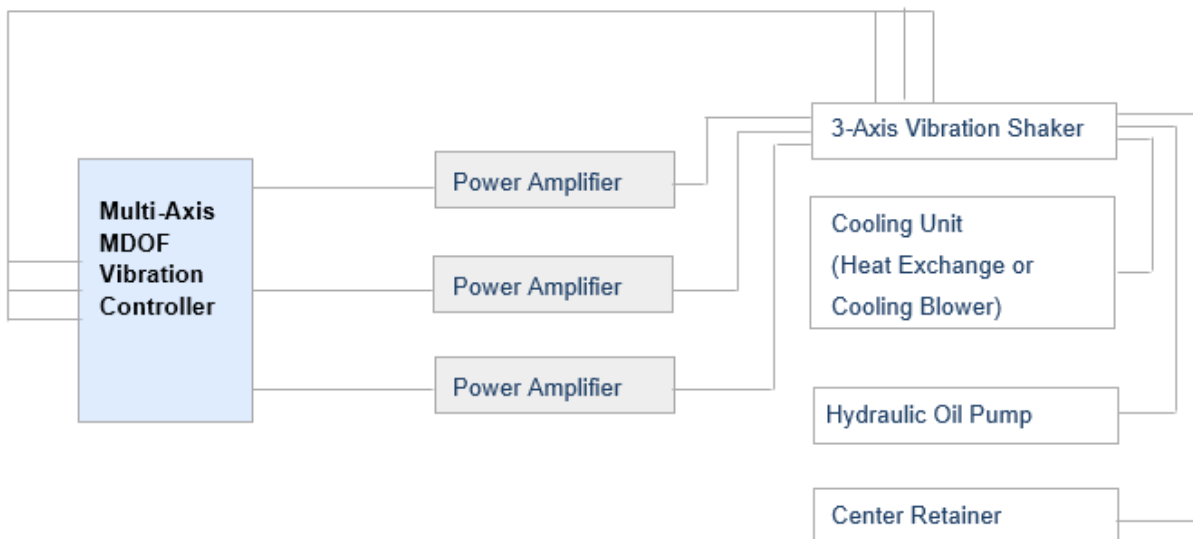 3-Axis Vibration Shaker
Multi-Axis
MDOF
Vibration
Controller
Power Amplifier
Power Amplifier
Power Amplifier
Cooling Unit
(Heat Exchange or
Cooling Blower)
Hydraulic Oil Pump
Center Retainer